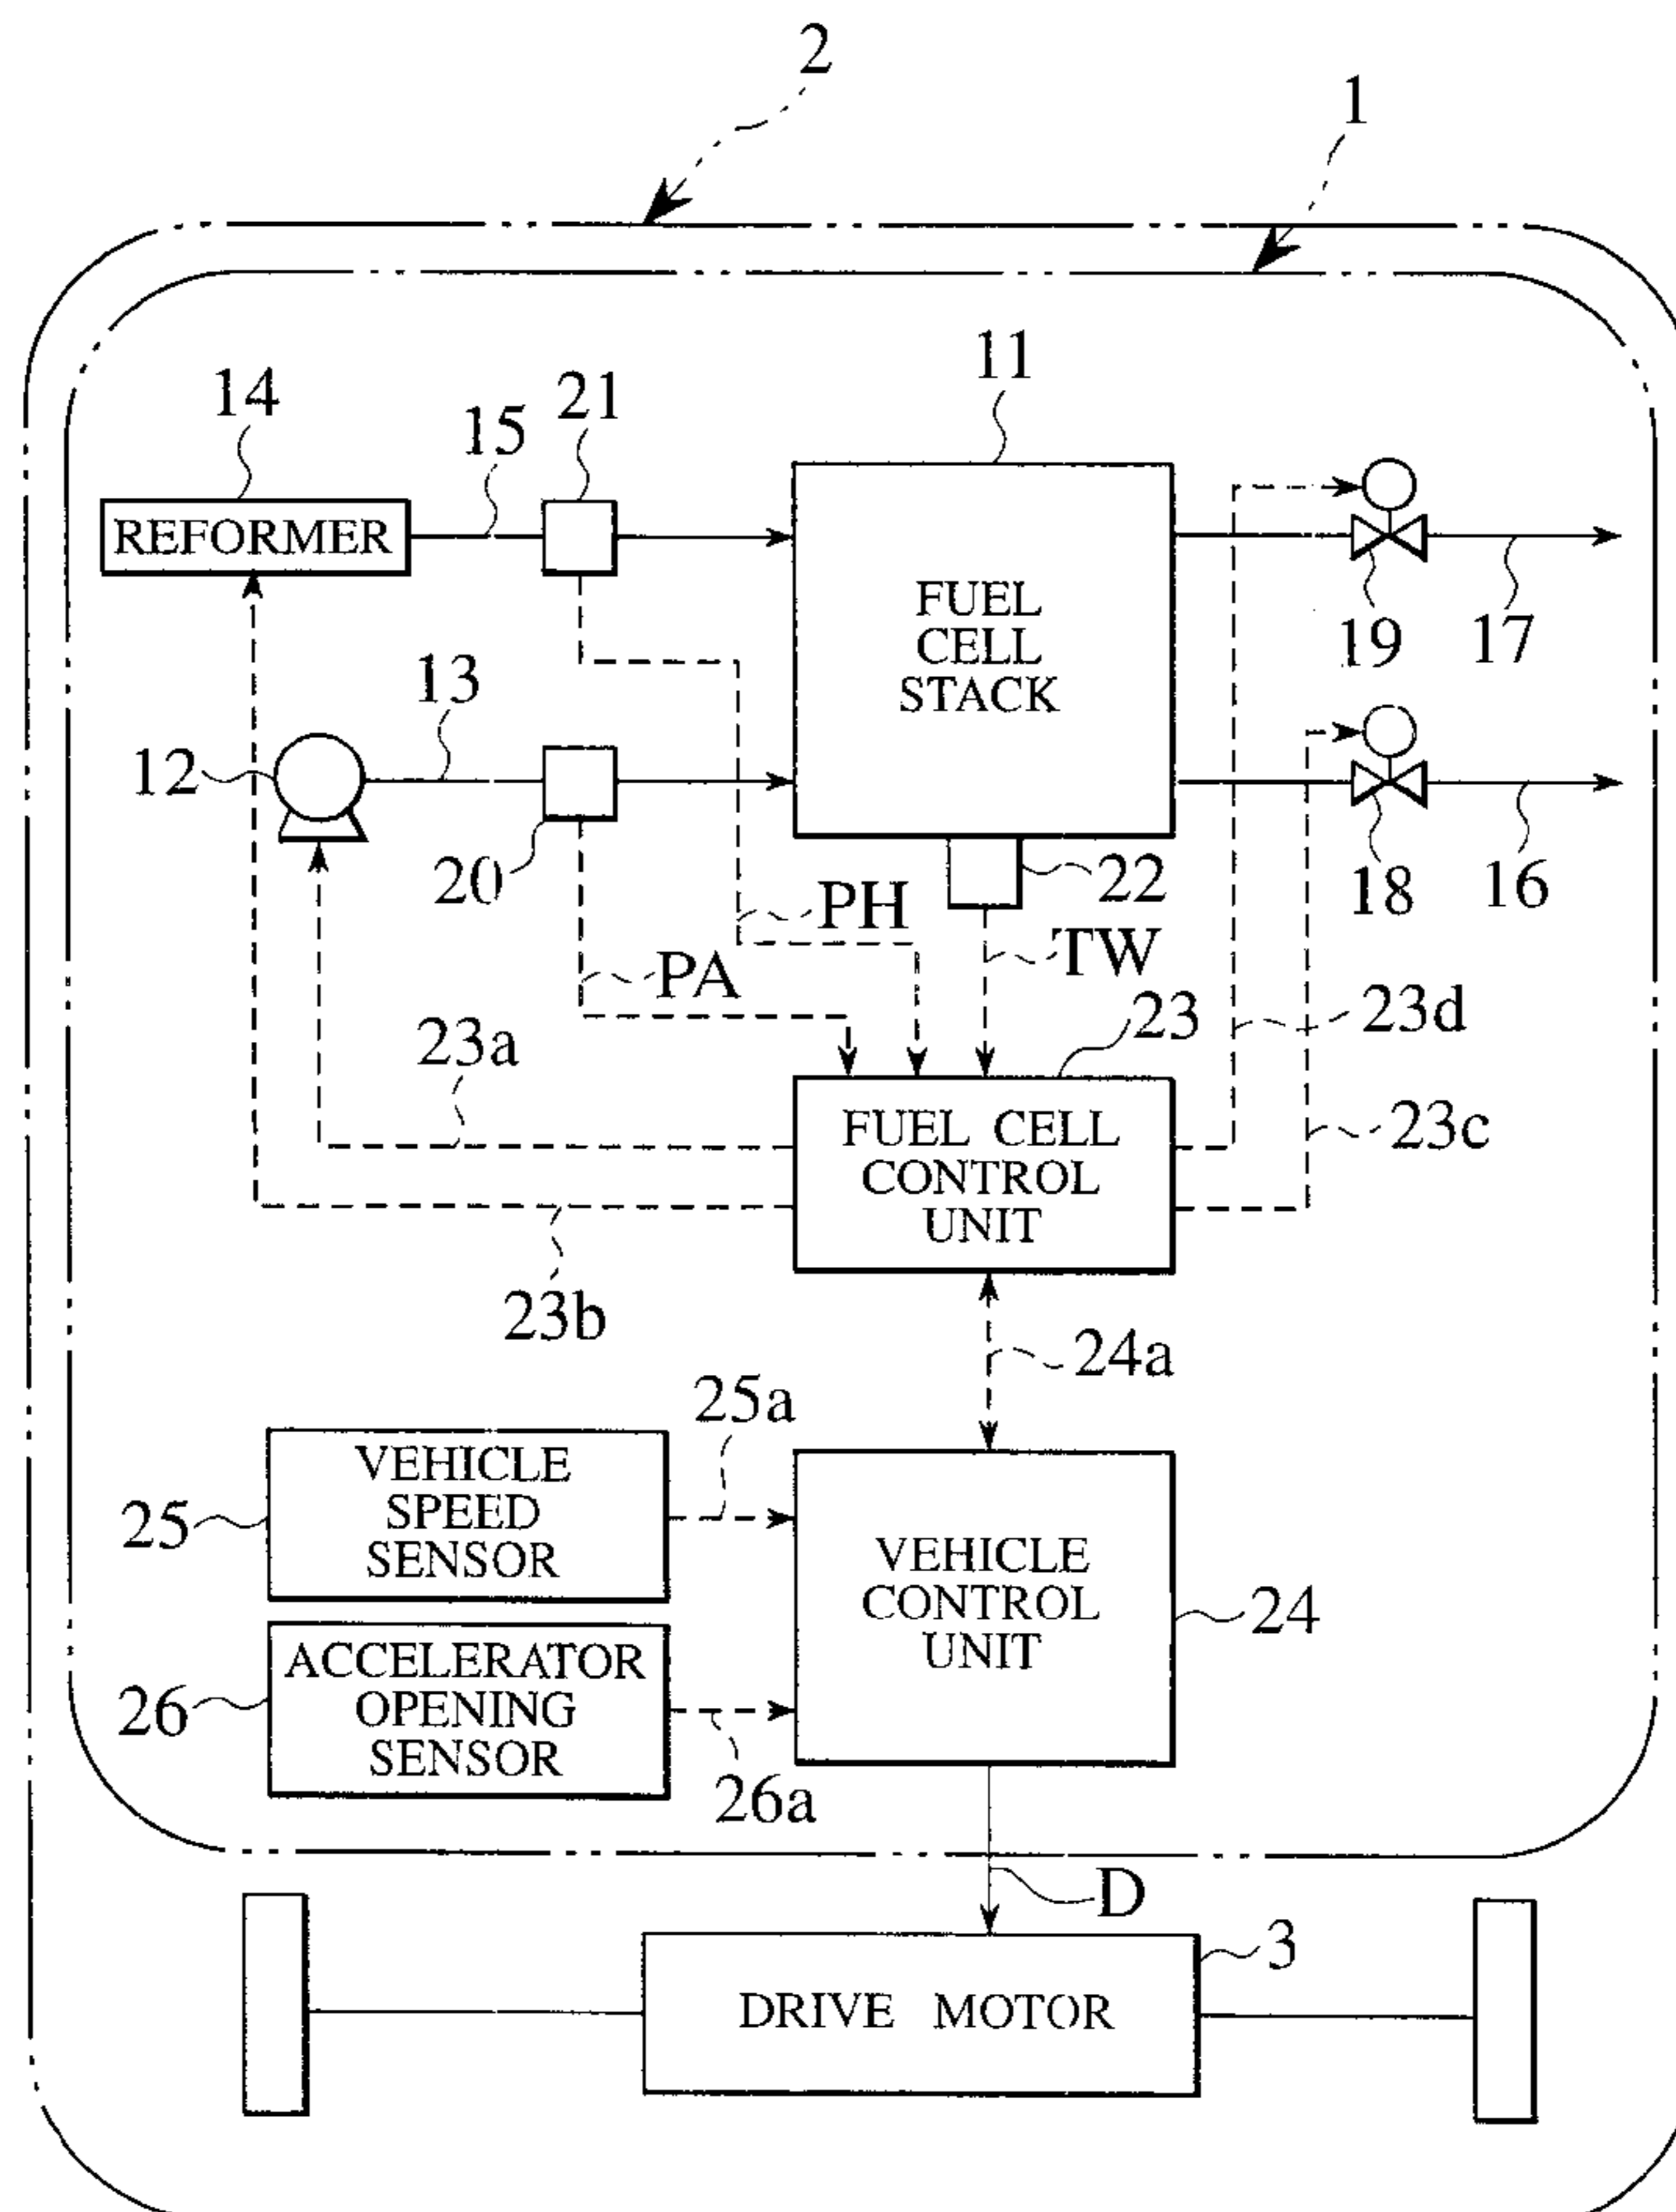 2
1
11
14
21
15
REFORMER
FUEL
CELL
STACK
19
17
13
12
20
22
18
16
PH
TW
PA
23
23d
23a
FUEL CELL
CONTROL
UNIT
23c
23b
24a
25a
VEHICLE
SPEED
SENSOR
25
VEHICLE
CONTROL
UNIT
24
ACCELERATOR
OPENING
SENSOR
26
26a
D
3
DRIVE MOTOR